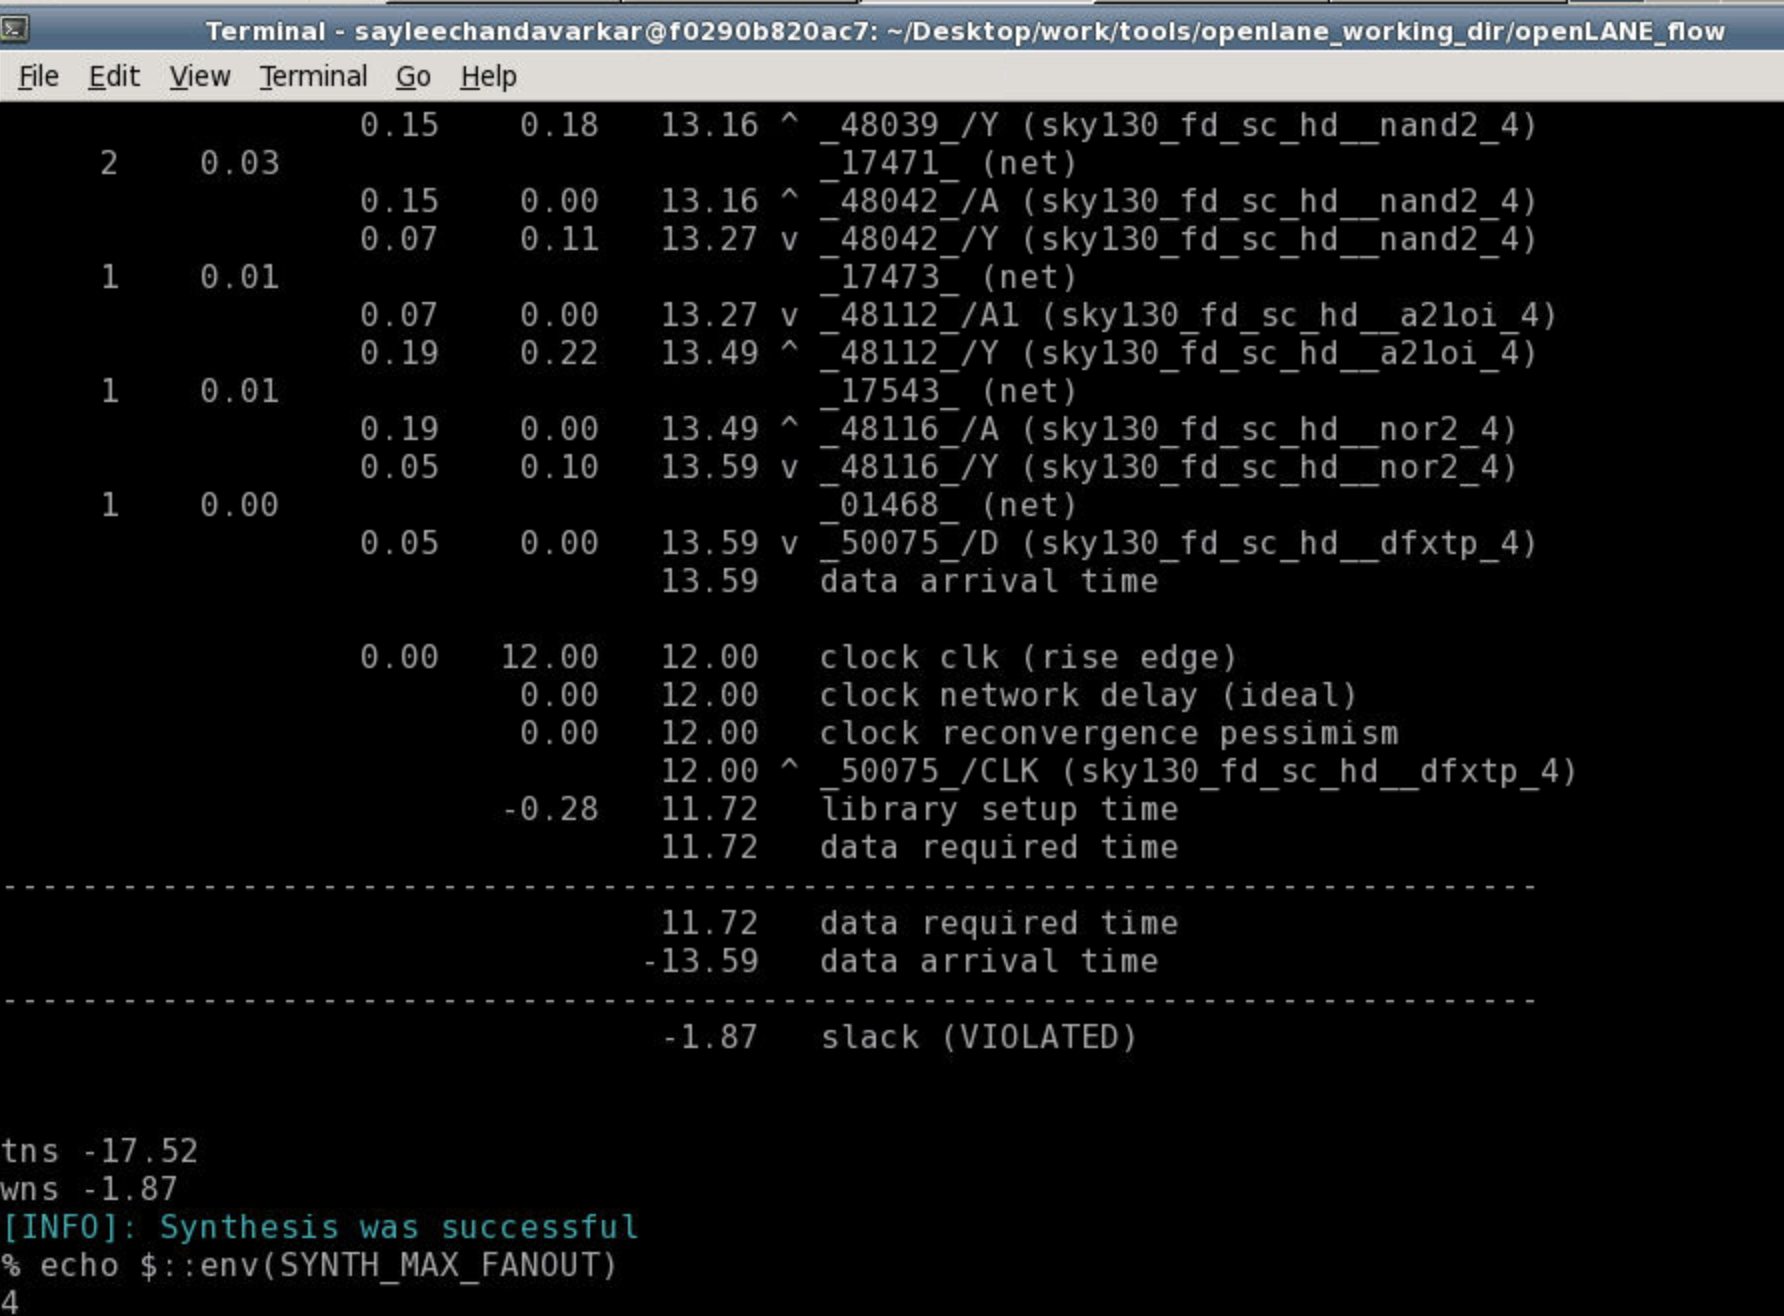 Terminal - sayleechandavarkar@f0290b820ac7: ~/Desktop/work/tools/openlane_working_dir/openLANE_flow
File Edit View Terminal Go Help
0.15 0.18 13.16 ^ _48039_/Y (sky130_fd_sc_hd__nand2_4)
2 0.03 _17471_ (net)
0.15 0.00 13.16 ^ _48042_/A (sky130_fd_sc_hd__nand2_4)
0.07 0.11 13.27 v _48042_/Y (sky130_fd_sc_hd__nand2_4)
1 0.01 _17473_ (net)
0.07 0.00 13.27 v _48112_/A1 (sky130_fd_sc_hd__a21oi_4)
0.19 0.22 13.49 ^ _48112_/Y (sky130_fd_sc_hd__a21oi_4)
1 0.01 _17543_ (net)
0.19 0.00 13.49 ^ _48116_/A (sky130_fd_sc_hd__nor2_4)
0.05 0.10 13.59 v _48116_/Y (sky130_fd_sc_hd__nor2_4)
1 0.00 _01468_ (net)
0.05 0.00 13.59 v _50075_/D (sky130_fd_sc_hd__dfxtp_4)
13.59 data arrival time
0.00 12.00 12.00 clock clk (rise edge)
0.00 12.00 clock network delay (ideal)
0.00 12.00 clock reconvergence pessimism
12.00 ^ _50075_/CLK (sky130_fd_sc_hd__dfxtp_4)
-0.28 11.72 library setup time
11.72 data required time
-----------------------------------------------------------------------------
11.72 data required time
-13.59 data arrival time
-----------------------------------------------------------------------------
-1.87 slack (VIOLATED)
tns -17.52
wns -1.87
[INFO]: Synthesis was successful
% echo $::env(SYNTH_MAX_FANOUT)
4